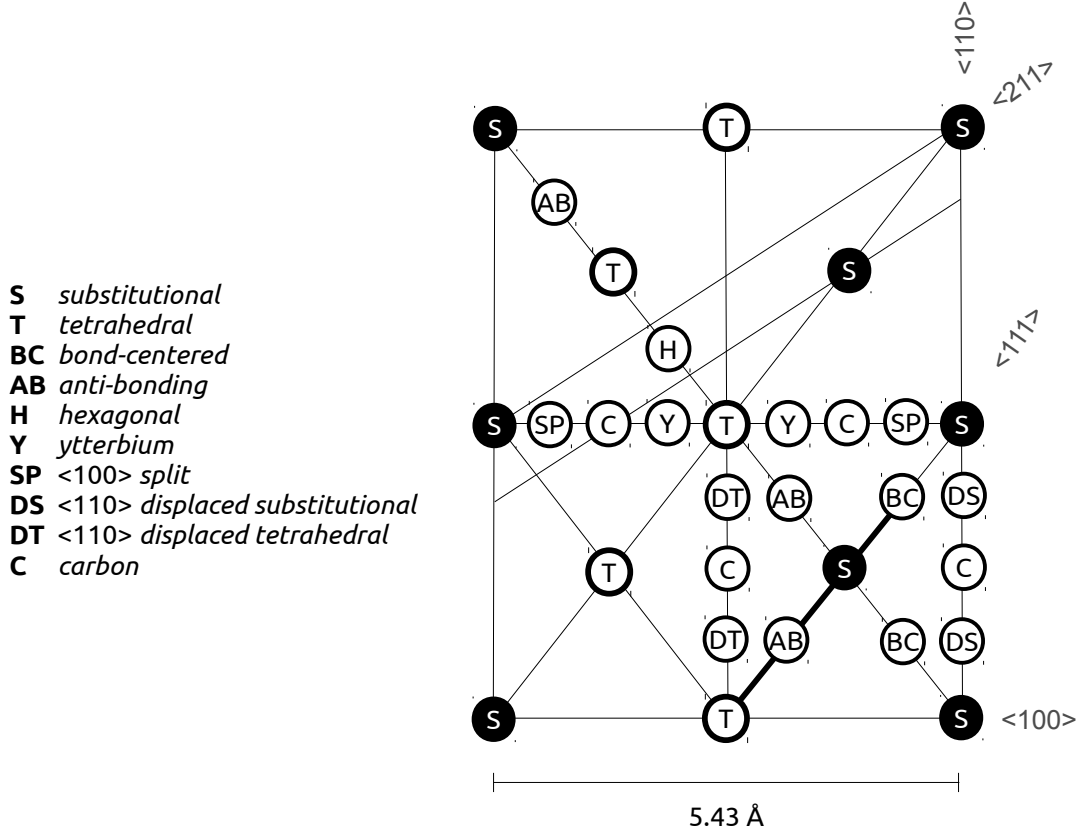 S substitutional
T tetrahedral
BC bond-centered
AB anti-bonding
H hexagonal
Y ytterbium
SP <100> split
DS <110> displaced substitutional
DT <110> displaced tetrahedral
C carbon
<110>
<211>
S T S
AB
T S
<111>
H
S SP C Y T Y C SP S
DT AB BC DS
T C S C
DT AB BC DS
S T S <100>
5.43 Å